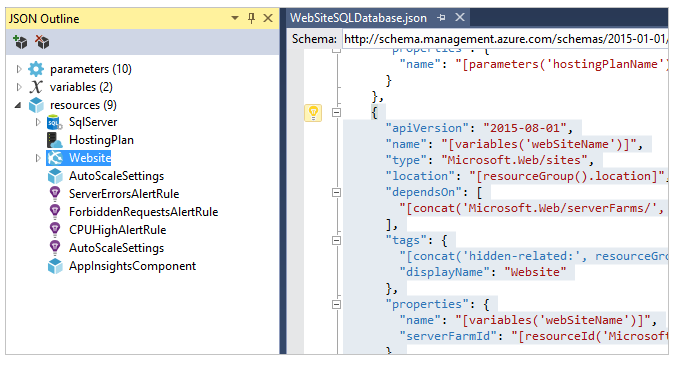 JSON Outline
parameters (10)
variables (2)
resources (9)
SqlServer
HostingPlan
Website
AutoScaleSettings
ServerErrorsAlertRule
ForbiddenRequestsAlertRule
CPUHighAlertRule
AutoScaleSettings
AppInsightsComponent
WebSiteSQLDatabase.json
Schema: http://schema.management.azure.com/schemas/2015-01-01/
"properties": {
"name": "[parameters('hostingPlanName')
}
},
{
"apiVersion": "2015-08-01",
"name": "[variables('webSiteName')]",
"type": "Microsoft.Web/sites",
"location": "[resourceGroup().location]",
"dependsOn": [
"[concat('Microsoft.Web/serverFarms/',
],
"tags": {
"[concat('hidden-related:', resourceGro
"displayName": "Website"
},
"properties": {
"name": "[variables('webSiteName')]",
"serverFarmId": "[resourceId('Microsoft
}